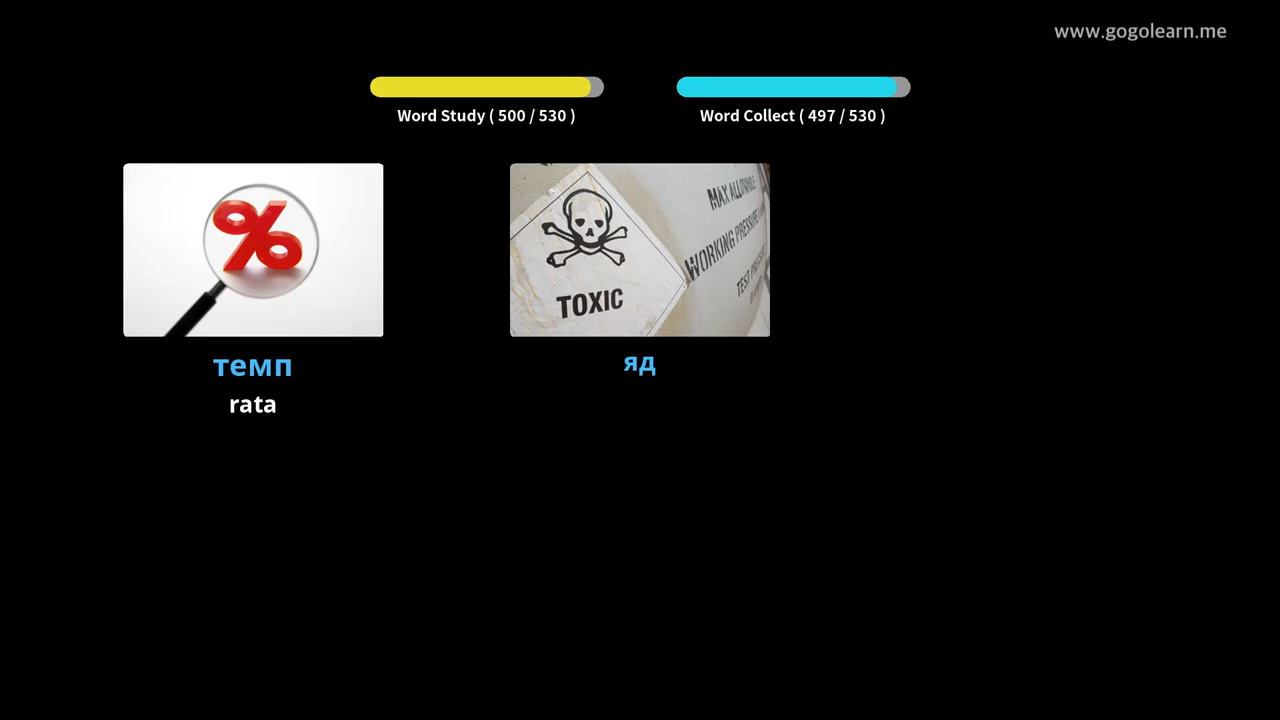 www.gogolearn.me
Word Study ( 500 / 530 )
Word Collect ( 497 / 530 )
TOXIC
MAX ALLOWABLE
WORKING PRESSURE
TEST PRESSURE
темп
яд
rata